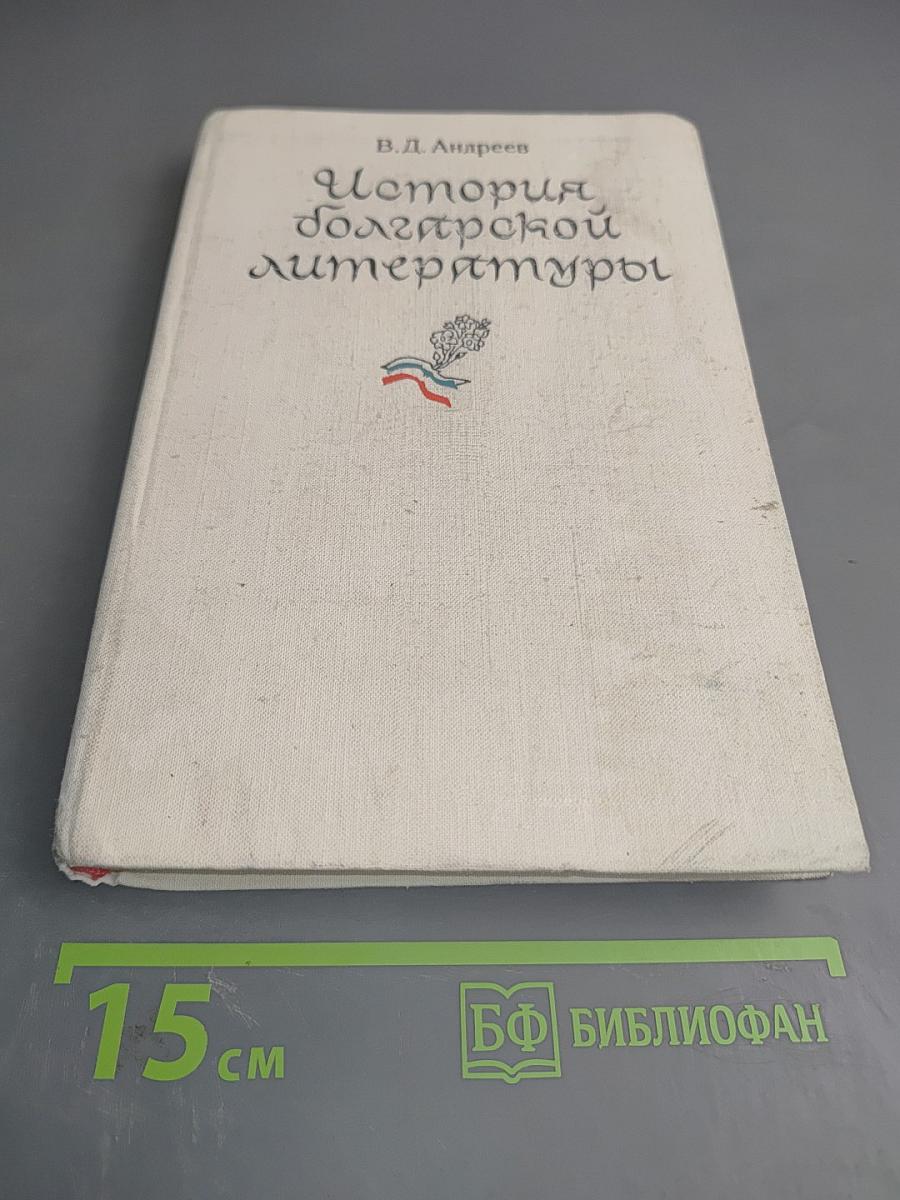 В. Д. Андреев
История
болгарской
литературы
15 см
БФ БИБЛИОФАН